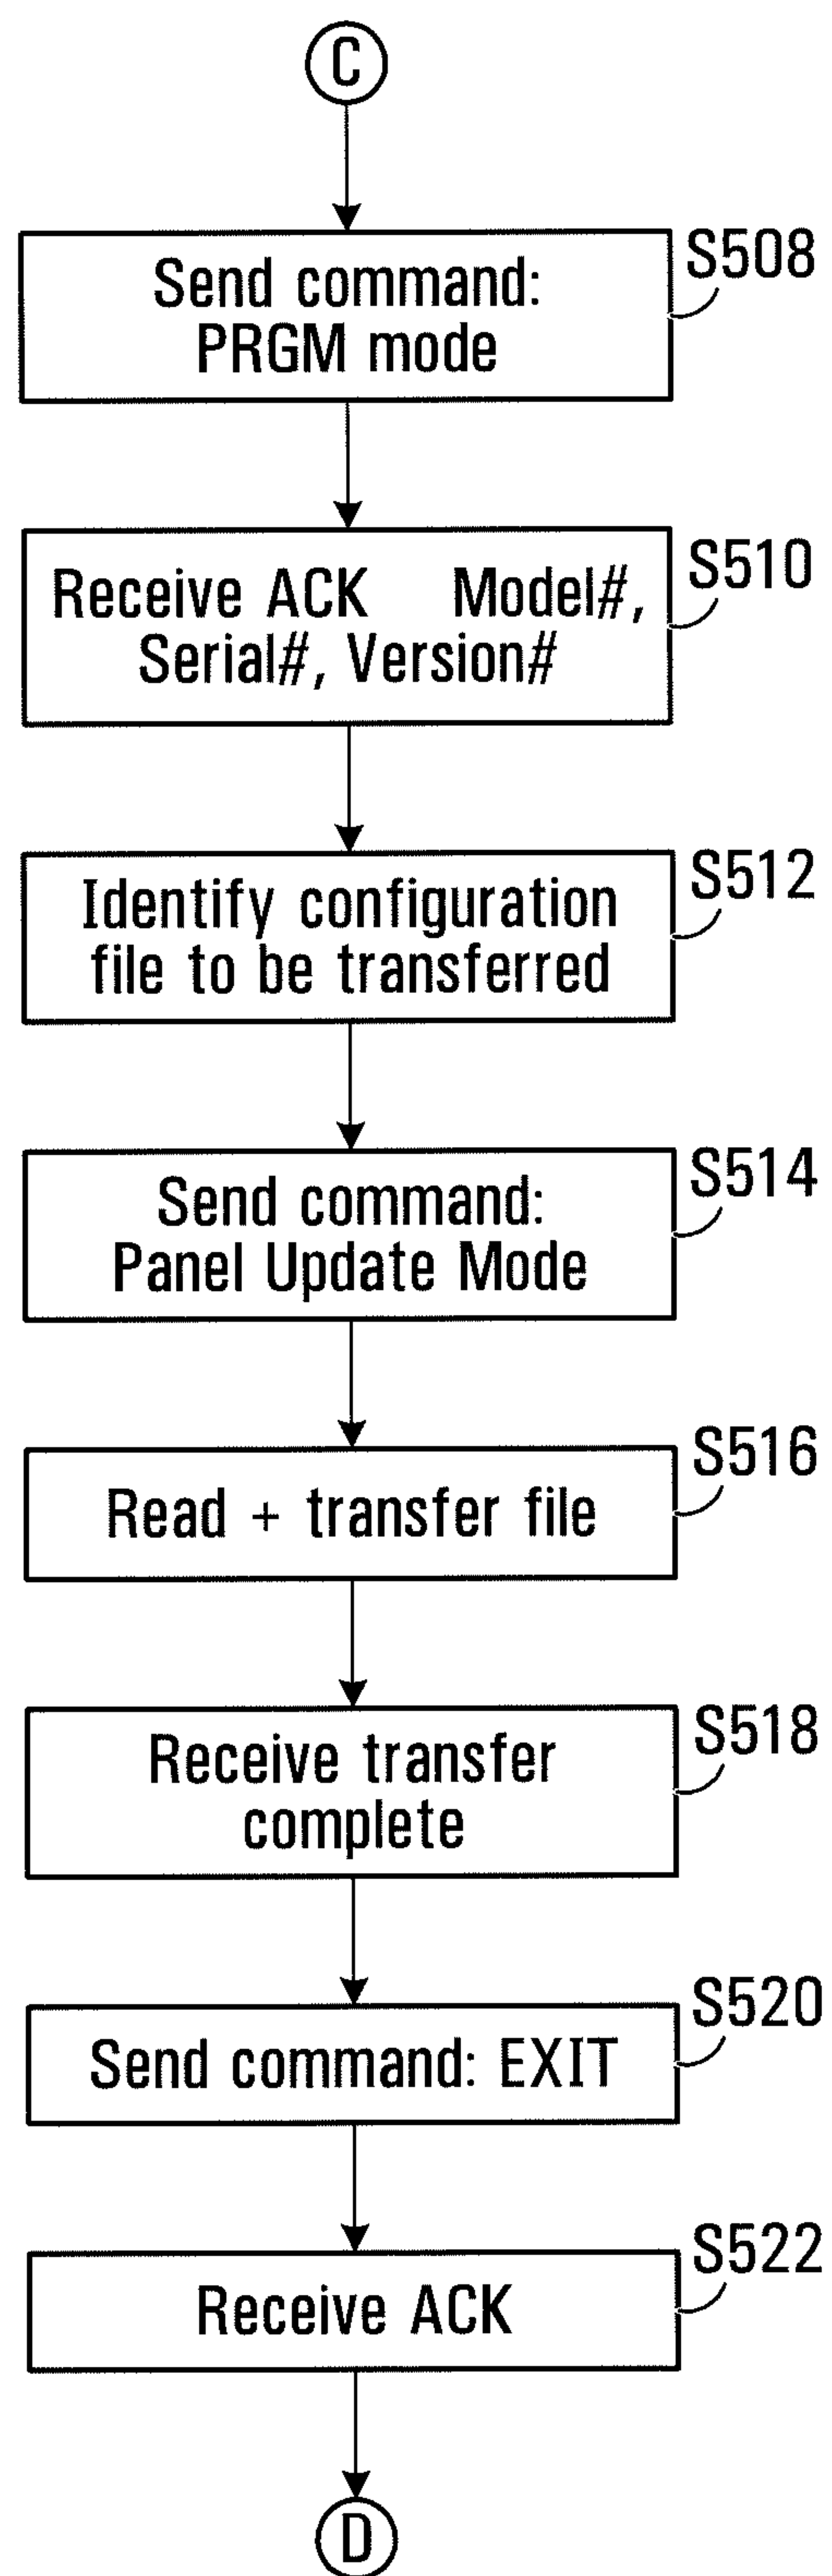 C
S508
Send command:
PRGM mode
S510
Receive ACK Model#,
Serial#, Version#
S512
Identify configuration
file to be transferred
S514
Send command:
Panel Update Mode
S516
Read + transfer file
S518
Receive transfer
complete
S520
Send command: EXIT
S522
Receive ACK
D